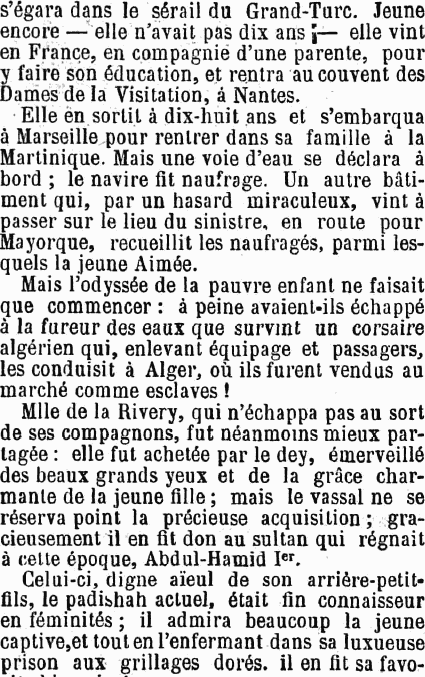 s'égara dans le sérail du Grand-Turc. Jeune
encore — elle n'avait pas dix ans ; — elle vint
en France, en compagnie d'une parente, pour
y faire son éducation, et rentra au couvent des
Dames de la Visitation, à Nantes.
Elle en sortit à dix-huit ans et s'embarqua
à Marseille pour rentrer dans sa famille à la
Martinique. Mais une voie d'eau se déclara à
bord ; le navire fit naufrage. Un autre bâti-
ment qui, par un hasard miraculeux, vint à
passer sur le lieu du sinistre, en route pour
Mayorque, recueillit les naufragés, parmi les-
quels la jeune Aimée.
Mais l'odyssée de la pauvre enfant ne faisait
que commencer : à peine avaient-ils échappé
à la fureur des eaux que survint un corsaire
algérien qui, enlevant équipage et passagers,
les conduisit à Alger, où ils furent vendus au
marché comme esclaves !
Mlle de la Rivery, qui n'échappa pas au sort
de ses compagnons, fut néanmoins mieux par-
tagée : elle fut achetée par le dey, émerveillé
des beaux grands yeux et de la grâce char-
mante de la jeune fille ; mais le vassal ne se
réserva point la précieuse acquisition ; gra-
cieusement il en fit don au sultan qui régnait
à cette époque, Abdul-Hamid Ier.
Celui-ci, digne aïeul de son arrière-petit-
fils, le padishah actuel, était fin connaisseur
en féminités ; il admira beaucoup la jeune
captive, et tout en l'enfermant dans sa luxueuse
prison aux grillages dorés. il en fit sa favo-